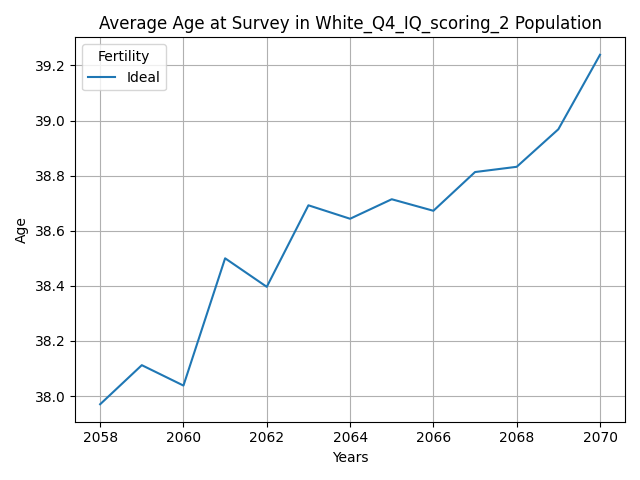 Average Age at Survey in White_Q4_IQ_scoring_2 Population
Fertility
Ideal
39.2
39.0
38.8
38.6
38.4
38.2
38.0
Age
2058 2060 2062 2064 2066 2068 2070
Years